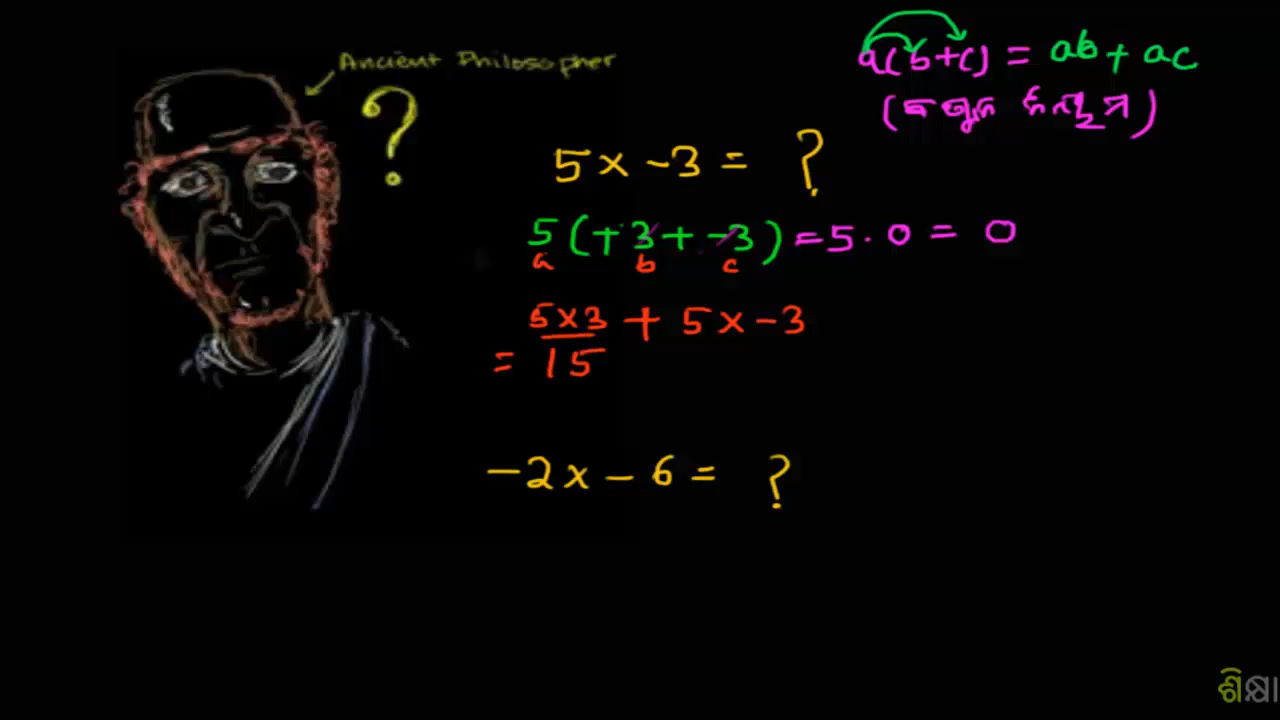 Ancient Philosopher
?
a(b+c) = ab + ac
5x-3 = ?
5(+3+-3) = 5.0 = 0
a b c
5x3 + 5x-3
= 15
-2x-6 = ?
ଶିକ୍ଷା